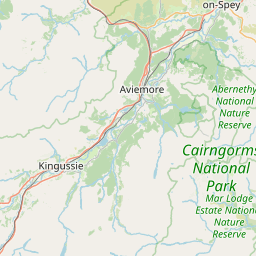 on-Spey
Aviemore
Abernethy
National
Nature
Reserve
Cairngorms
National
Park
Kingussie
Mar Lodge
Estate National
Nature
Reserve